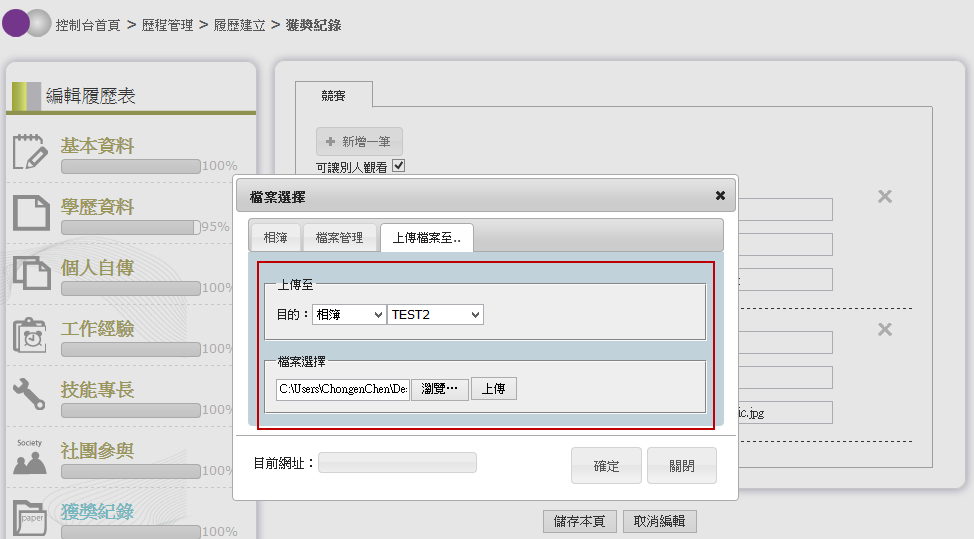 控制台首頁 > 歷程管理 > 履歷建立 > 獲獎紀錄
編輯履歷表
基本資料
100%
學歷資料
95%
個人自傳
100%
工作經驗
100%
技能專長
100%
Society
社團參與
100%
paper
獲獎紀錄
100%
競賽
+ 新增一筆
可讓別人觀看
檔案選擇
相簿 檔案管理 上傳檔案至..
上傳至
目的：相簿 TEST2
檔案選擇
C:\Users\ChongenChen\De: 瀏覽… 上傳
目前網址：
確定 關閉
ic.jpg
儲存本頁 取消編輯